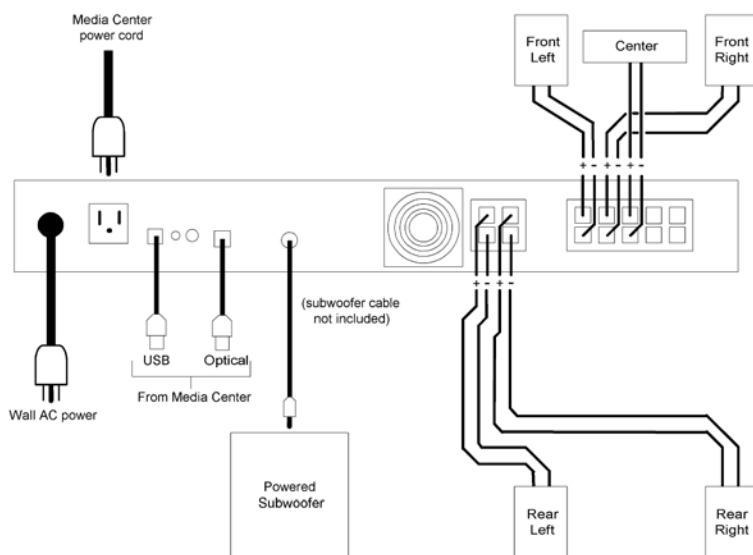 Media Center
power cord
Front
Left
Center
Front
Right
+ - + - + -
(subwoofer cable
not included)
+ - + -
USB
Optical
From Media Center
Wall AC power
Powered
Subwoofer
Rear
Left
Rear
Right